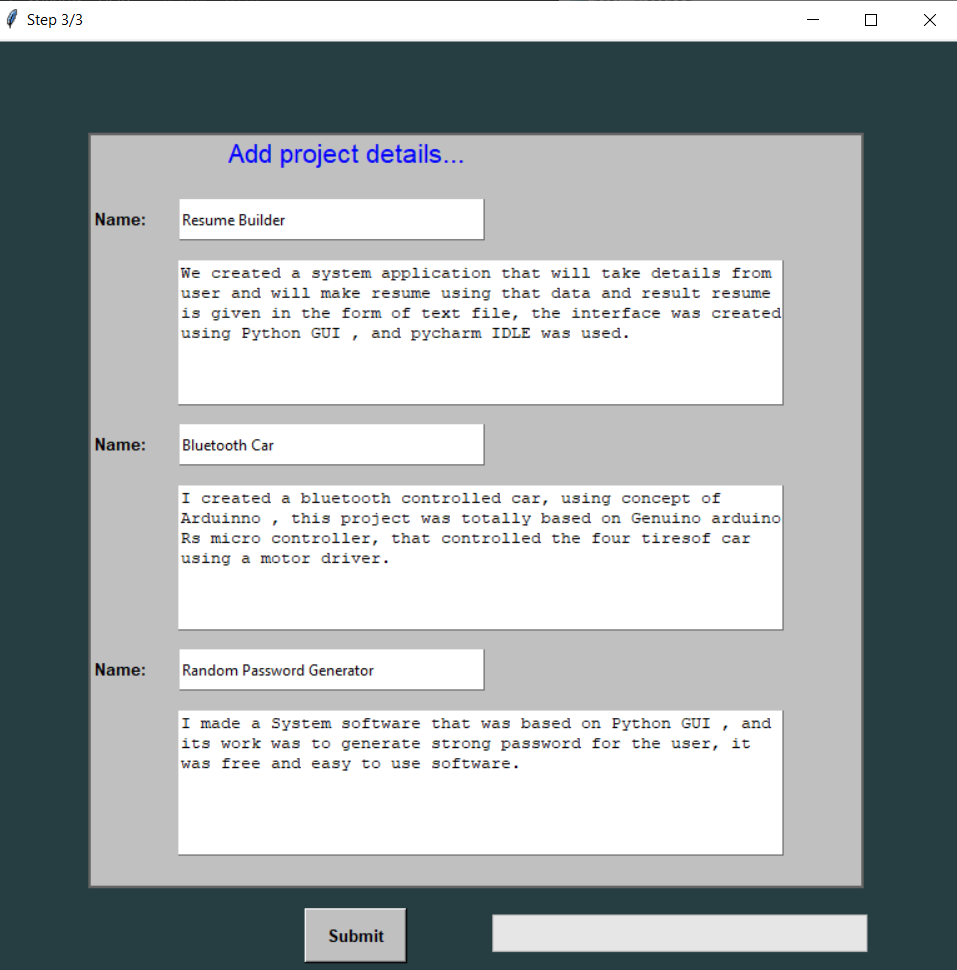 Step 3/3
Add project details...
Name:
Resume Builder
We created a system application that will take details from
user and will make resume using that data and result resume
is given in the form of text file, the interface was created
using Python GUI , and pycharm IDLE was used.
Name:
Bluetooth Car
I created a bluetooth controlled car, using concept of
Arduinno , this project was totally based on Genuino arduino
Rs micro controller, that controlled the four tiresof car
using a motor driver.
Name:
Random Password Generator
I made a System software that was based on Python GUI , and
its work was to generate strong password for the user, it
was free and easy to use software.
Submit